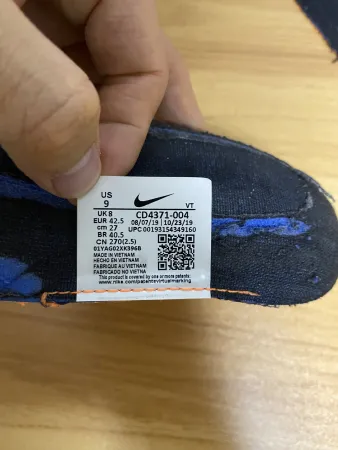 US
9
UK 8
EUR 42.5
cm 27
BR 40.5
CN 270(2.5)
VT
CD4371-004
08/07/19 10/23/19
UPC 00193154349160
01YAG02XK396B
MADE IN VIETNAM
HECHO EN VIETNAM
FABRIQUE AU VIETNAM
FABRICADO NO VIETNAM
This product is covered by one or more patents:
www.nike.com/patentsvirtualmarking